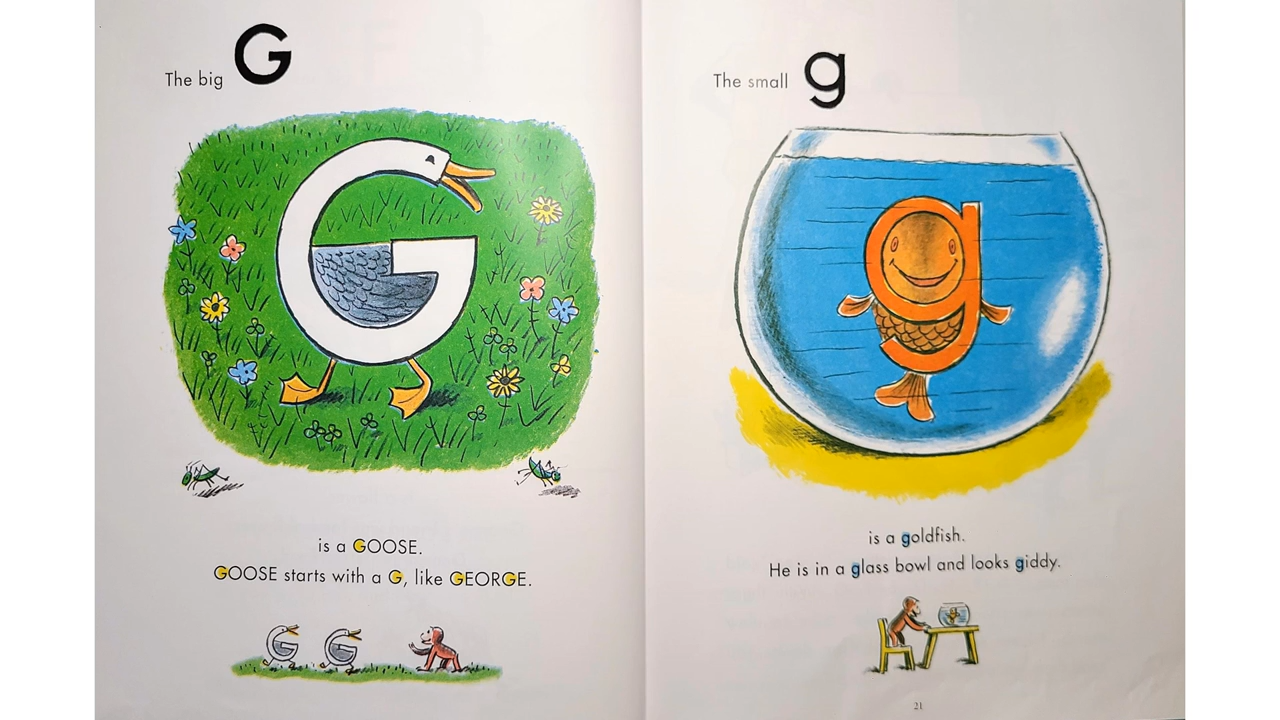 The big G
is a GOOSE.
GOOSE starts with a G, like GEORGE.
The small g
is a goldfish.
He is in a glass bowl and looks giddy.
21